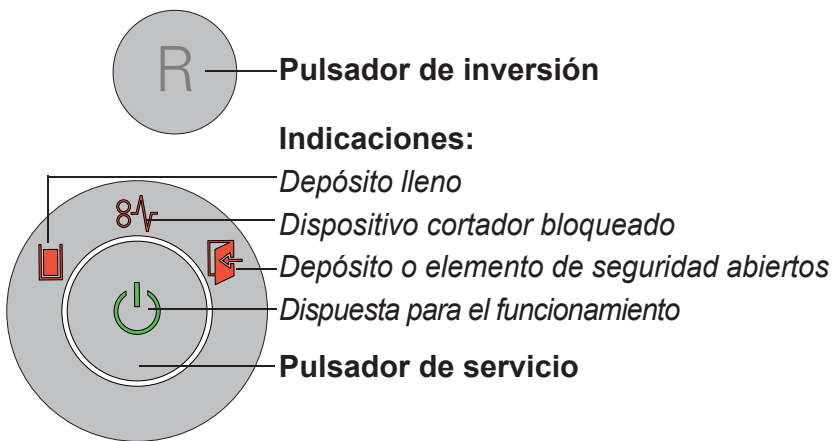 R
Pulsador de inversión
Indicaciones:
Depósito lleno
Dispositivo cortador bloqueado
Depósito o elemento de seguridad abiertos
Dispuesta para el funcionamiento
Pulsador de servicio